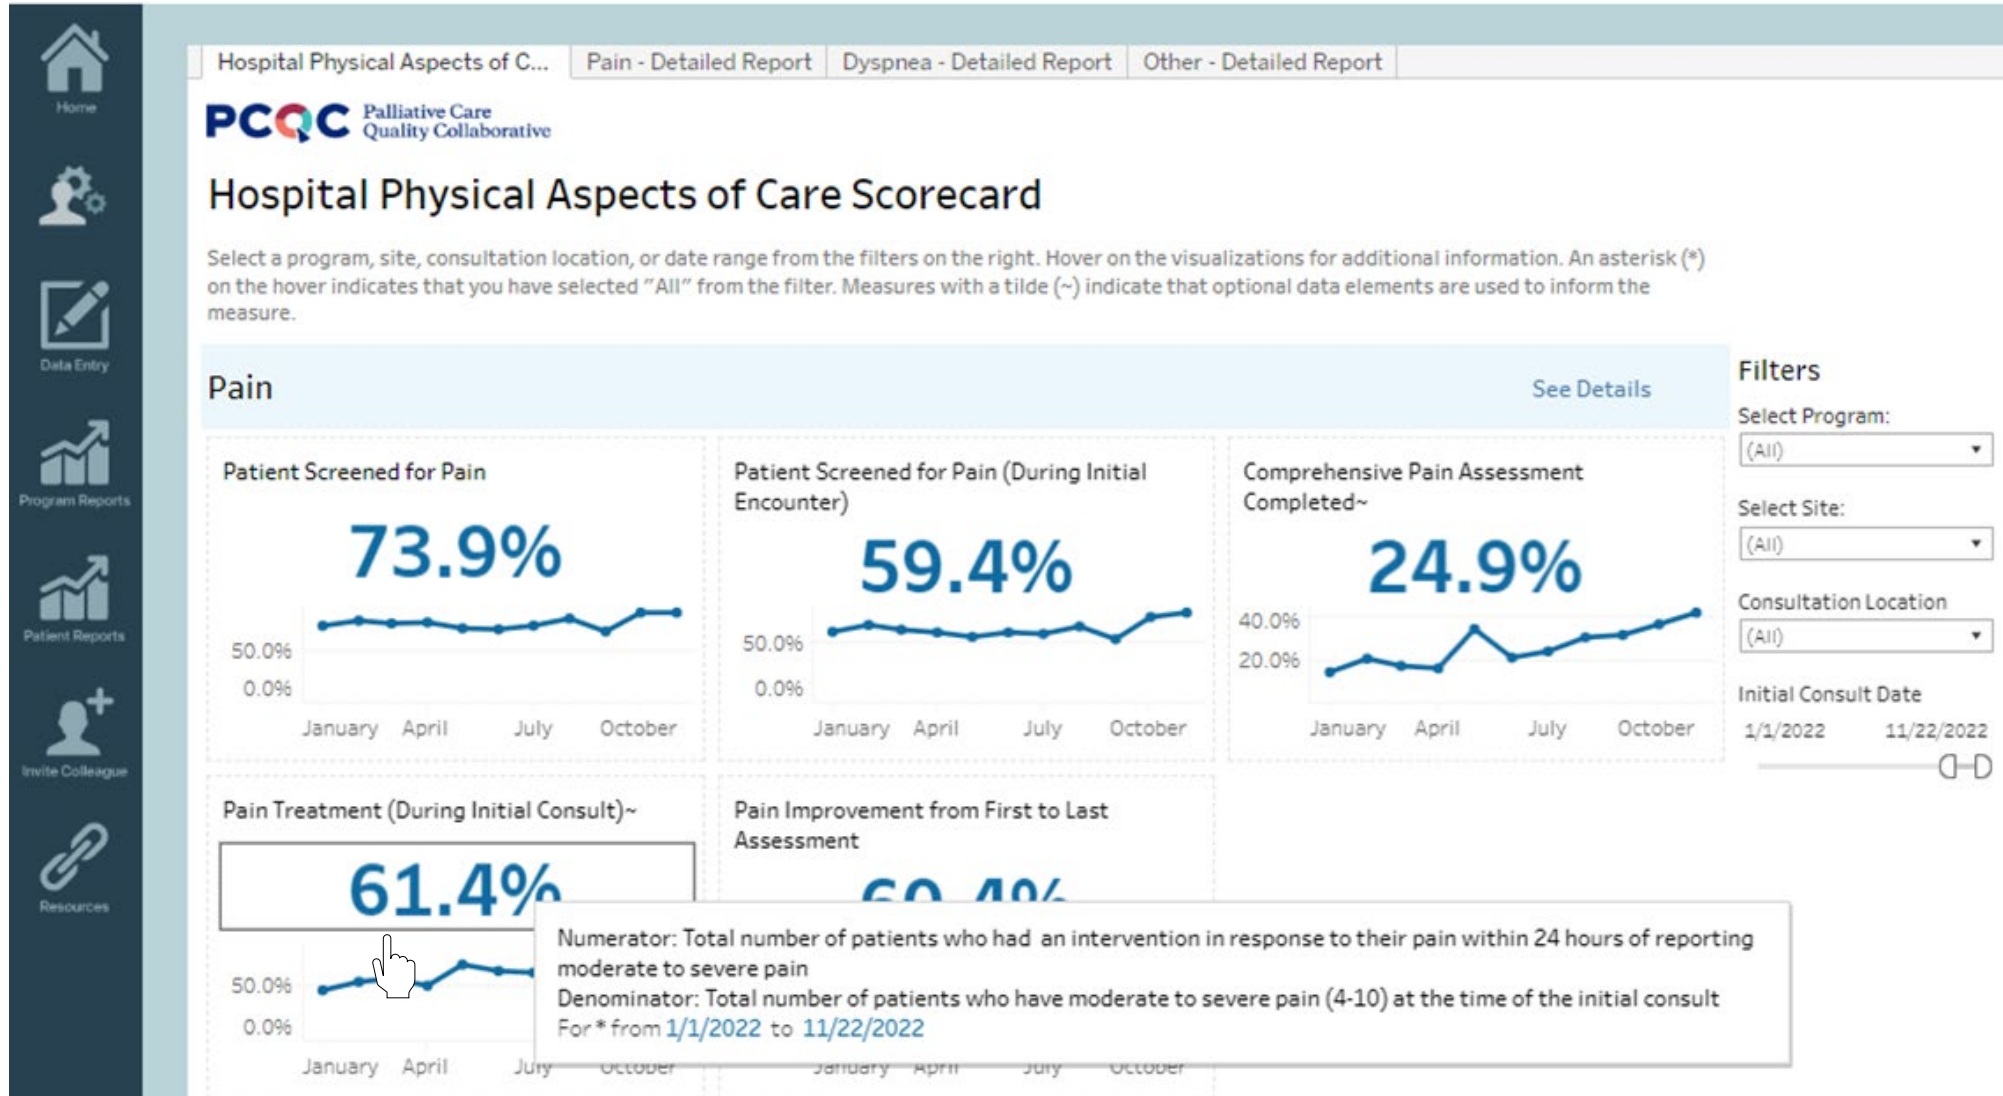 Hospital Physical Aspects of C...
Pain - Detailed Report
Dyspnea - Detailed Report
Other - Detailed Report
Home
Data Entry
Program Reports
Patient Reports
Invite Colleague
Resources
PCQC
Palliative Care
Quality Collaborative
Hospital Physical Aspects of Care Scorecard
Select a program, site, consultation location, or date range from the filters on the right. Hover on the visualizations for additional information. An asterisk (*)
on the hover indicates that you have selected "All" from the filter. Measures with a tilde (~) indicate that optional data elements are used to inform the
measure.
Pain
See Details
Patient Screened for Pain
73.9%
50.0%
0.0%
January April July October
Patient Screened for Pain (During Initial
Encounter)
59.4%
50.0%
0.0%
January April July October
Comprehensive Pain Assessment
Completed~
24.9%
40.0%
20.0%
January April July October
Filters
Select Program:
(All)
Select Site:
(All)
Consultation Location
(All)
Initial Consult Date
1/1/2022 11/22/2022
Pain Treatment (During Initial Consult)~
61.4%
50.0%
0.0%
January April July October
Pain Improvement from First to Last
Assessment
Numerator: Total number of patients who had an intervention in response to their pain within 24 hours of reporting
moderate to severe pain
Denominator: Total number of patients who have moderate to severe pain (4-10) at the time of the initial consult
For * from 1/1/2022 to 11/22/2022
January April July October